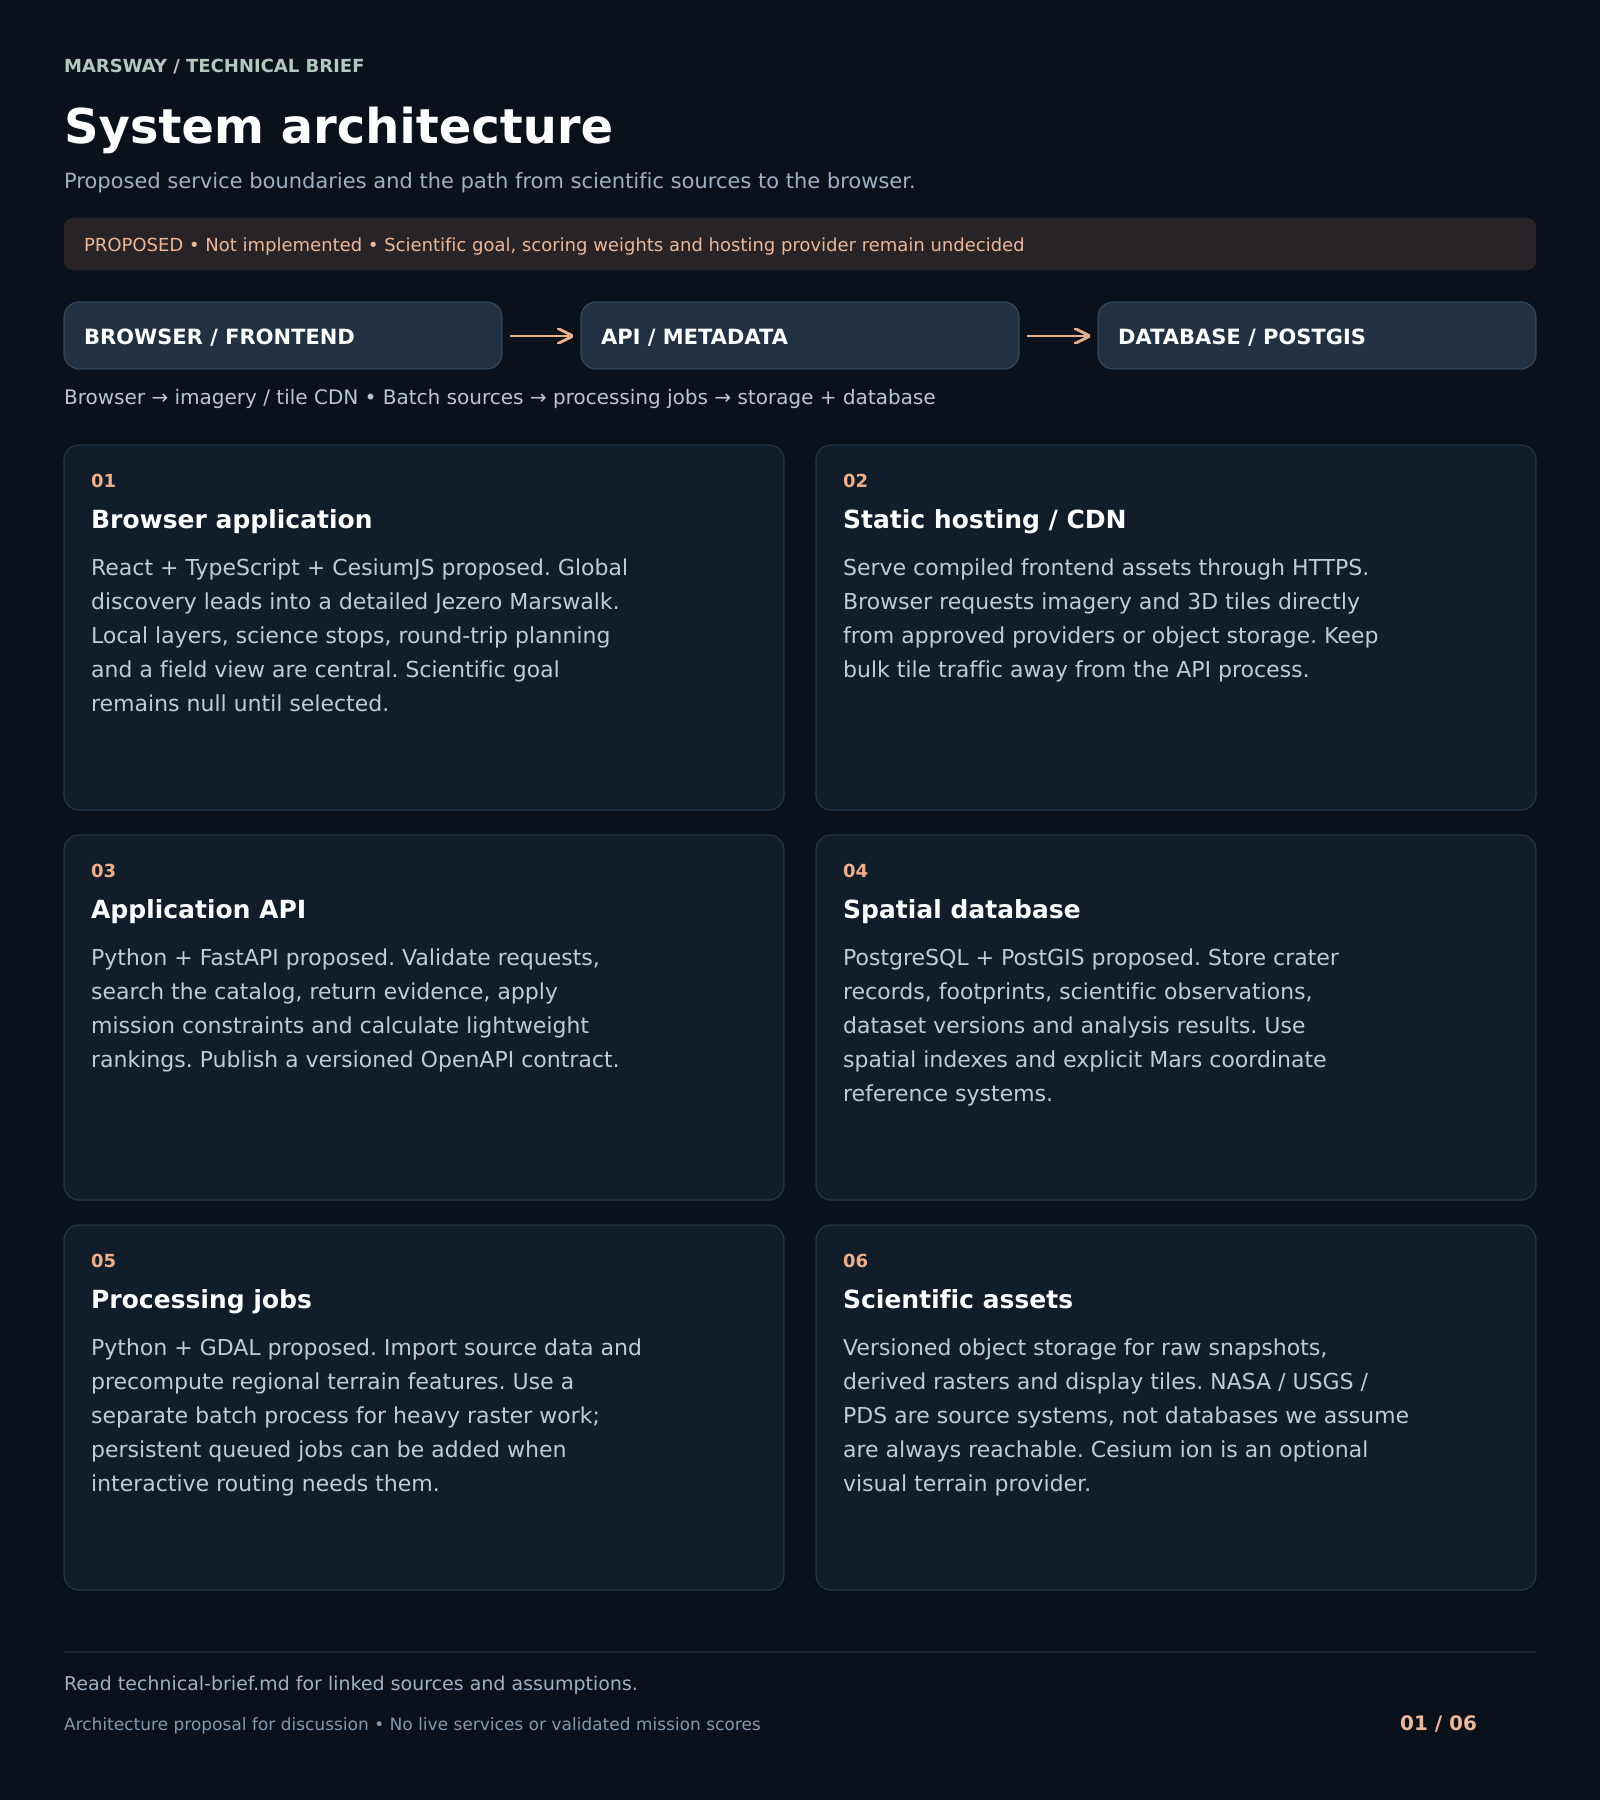 MARSWAY / TECHNICAL BRIEF
System architecture
Proposed service boundaries and the path from scientific sources to the browser.
PROPOSED • Not implemented • Scientific goal, scoring weights and hosting provider remain undecided
BROWSER / FRONTEND
API / METADATA
DATABASE / POSTGIS
Browser → imagery / tile CDN • Batch sources → processing jobs → storage + database
01
Browser application
React + TypeScript + CesiumJS proposed. Global
discovery leads into a detailed Jezero Marswalk.
Local layers, science stops, round-trip planning
and a field view are central. Scientific goal
remains null until selected.
02
Static hosting / CDN
Serve compiled frontend assets through HTTPS.
Browser requests imagery and 3D tiles directly
from approved providers or object storage. Keep
bulk tile traffic away from the API process.
03
Application API
Python + FastAPI proposed. Validate requests,
search the catalog, return evidence, apply
mission constraints and calculate lightweight
rankings. Publish a versioned OpenAPI contract.
04
Spatial database
PostgreSQL + PostGIS proposed. Store crater
records, footprints, scientific observations,
dataset versions and analysis results. Use
spatial indexes and explicit Mars coordinate
reference systems.
05
Processing jobs
Python + GDAL proposed. Import source data and
precompute regional terrain features. Use a
separate batch process for heavy raster work;
persistent queued jobs can be added when
interactive routing needs them.
06
Scientific assets
Versioned object storage for raw snapshots,
derived rasters and display tiles. NASA / USGS /
PDS are source systems, not databases we assume
are always reachable. Cesium ion is an optional
visual terrain provider.
Read technical-brief.md for linked sources and assumptions.
Architecture proposal for discussion • No live services or validated mission scores
01 / 06